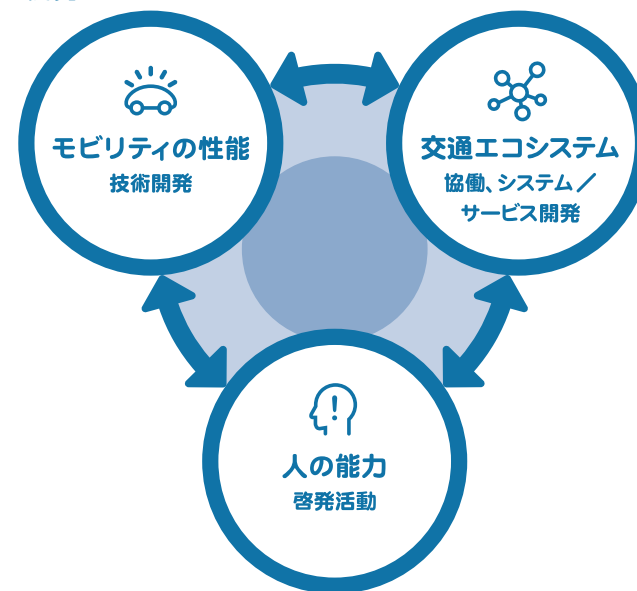 モビリティの性能
技術開発
交通エコシステム
協働、システム／
サービス開発
人の能力
啓発活動